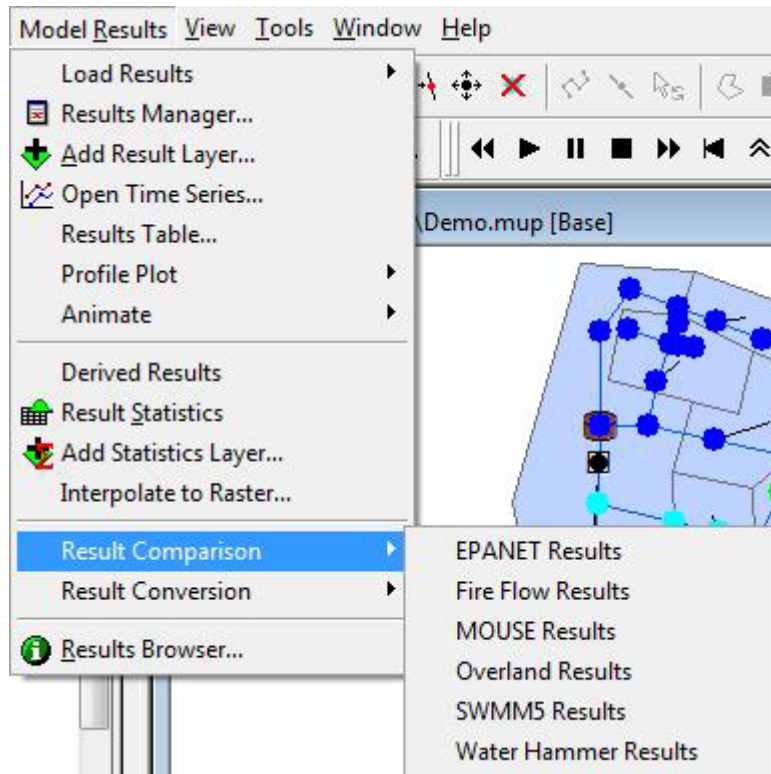 Model Results View Tools Window Help
Load Results
Results Manager...
Add Result Layer...
Open Time Series...
Results Table...
Profile Plot
Animate
Derived Results
Result Statistics
Add Statistics Layer...
Interpolate to Raster...
Result Comparison
Result Conversion
Results Browser...
\Demo.mup [Base]
EPANET Results
Fire Flow Results
MOUSE Results
Overland Results
SWMM5 Results
Water Hammer Results